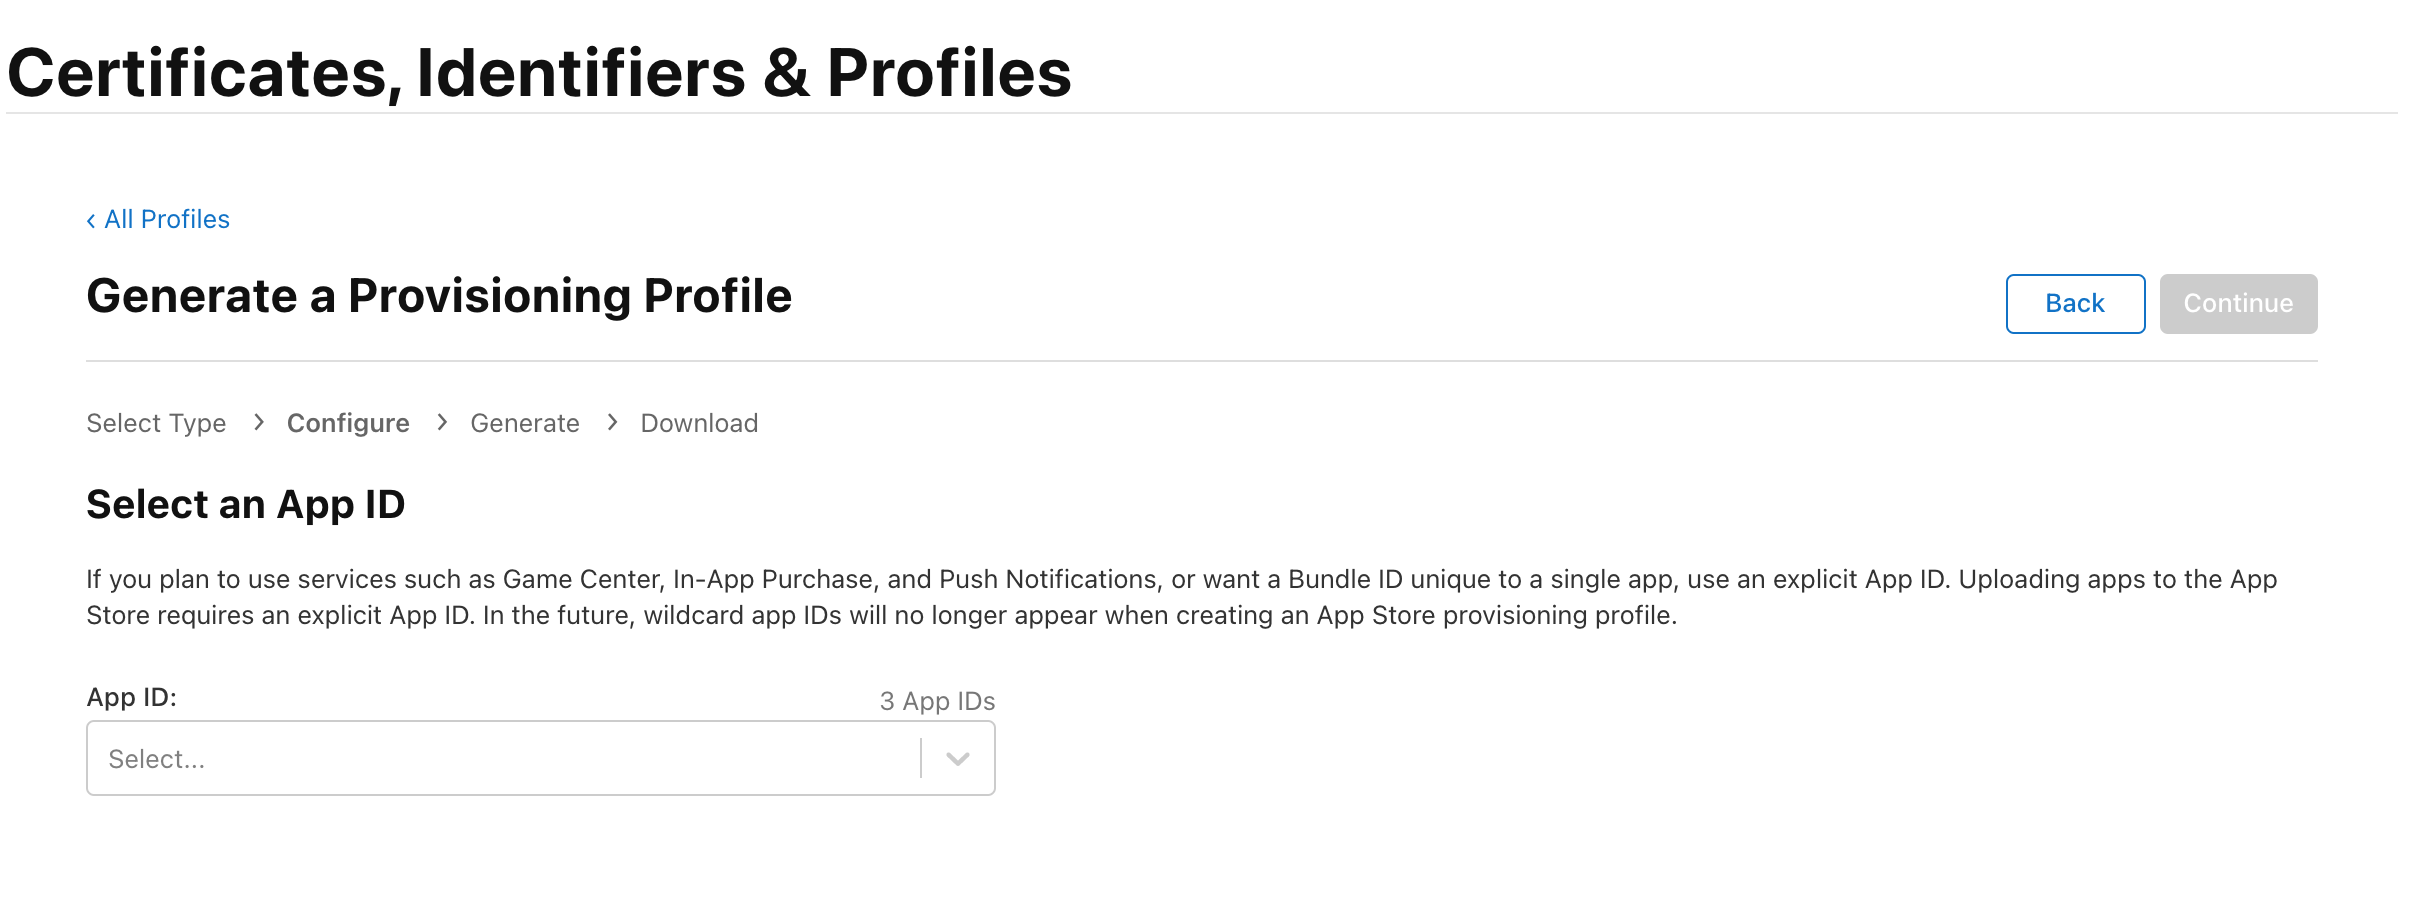 Certificates, Identifiers & Profiles
‹ All Profiles
Generate a Provisioning Profile
Back
Continue
Select Type > Configure > Generate > Download
Select an App ID
If you plan to use services such as Game Center, In-App Purchase, and Push Notifications, or want a Bundle ID unique to a single app, use an explicit App ID. Uploading apps to the App
Store requires an explicit App ID. In the future, wildcard app IDs will no longer appear when creating an App Store provisioning profile.
App ID:
3 App IDs
Select...